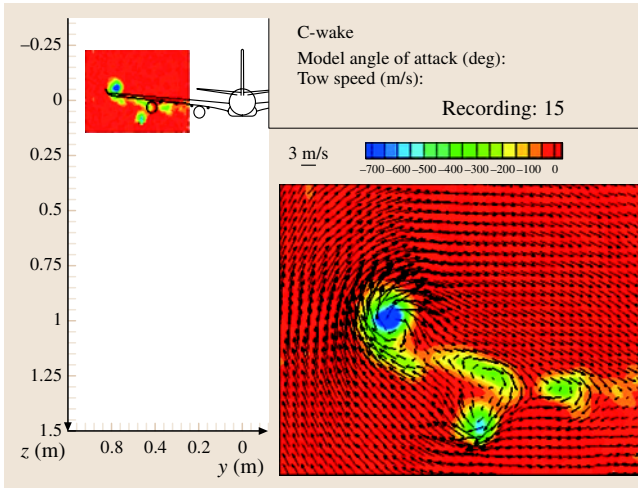 C-wake
Model angle of attack (deg):
Tow speed (m/s):
Recording: 15
3 m/s
−700 −600 −500 −400 −300 −200 −100 0
−0.25
0
0.25
0.5
0.75
1
1.25
1.5
z (m)
0.8 0.4 0.2 0
y (m)